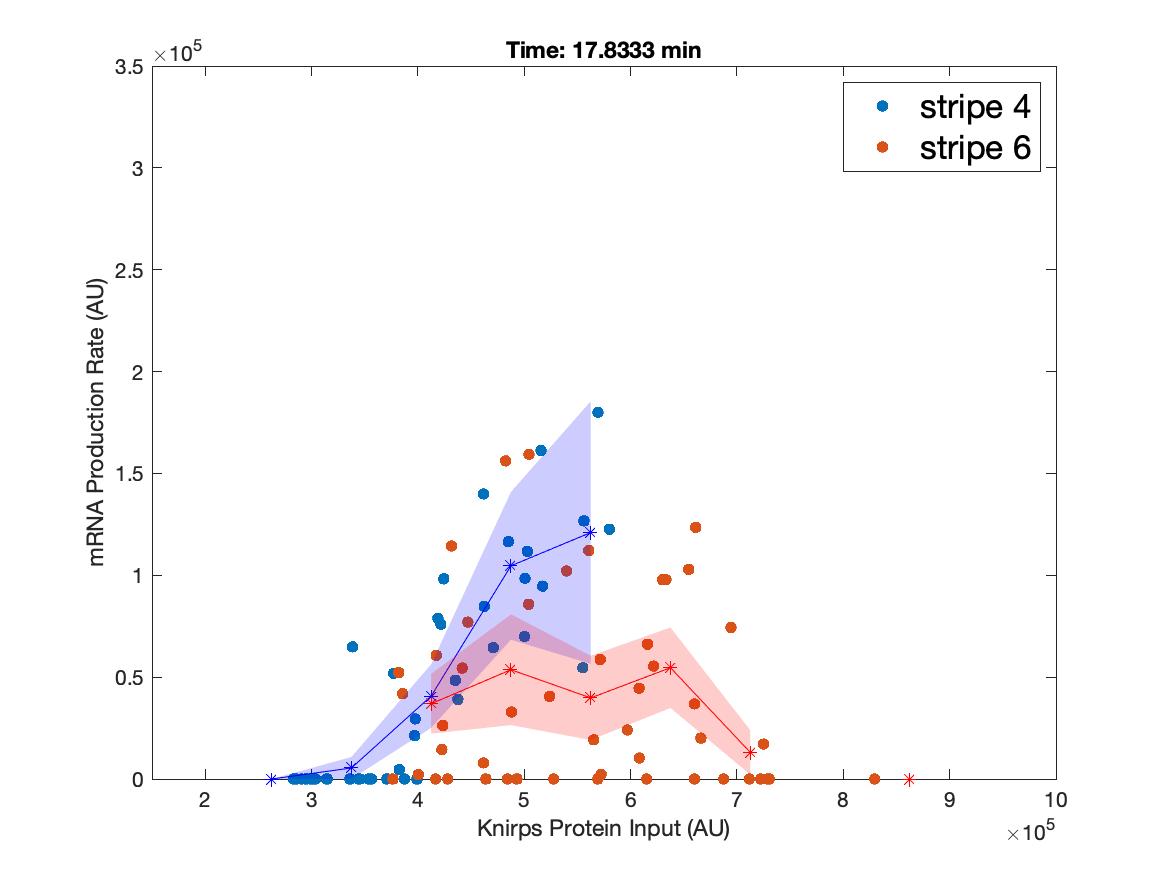 Time: 17.8333 min
×10^5
3.5
3
2.5
2
1.5
1
0.5
0
mRNA Production Rate (AU)
stripe 4
stripe 6
2 3 4 5 6 7 8 9 10
Knirps Protein Input (AU)
×10^5